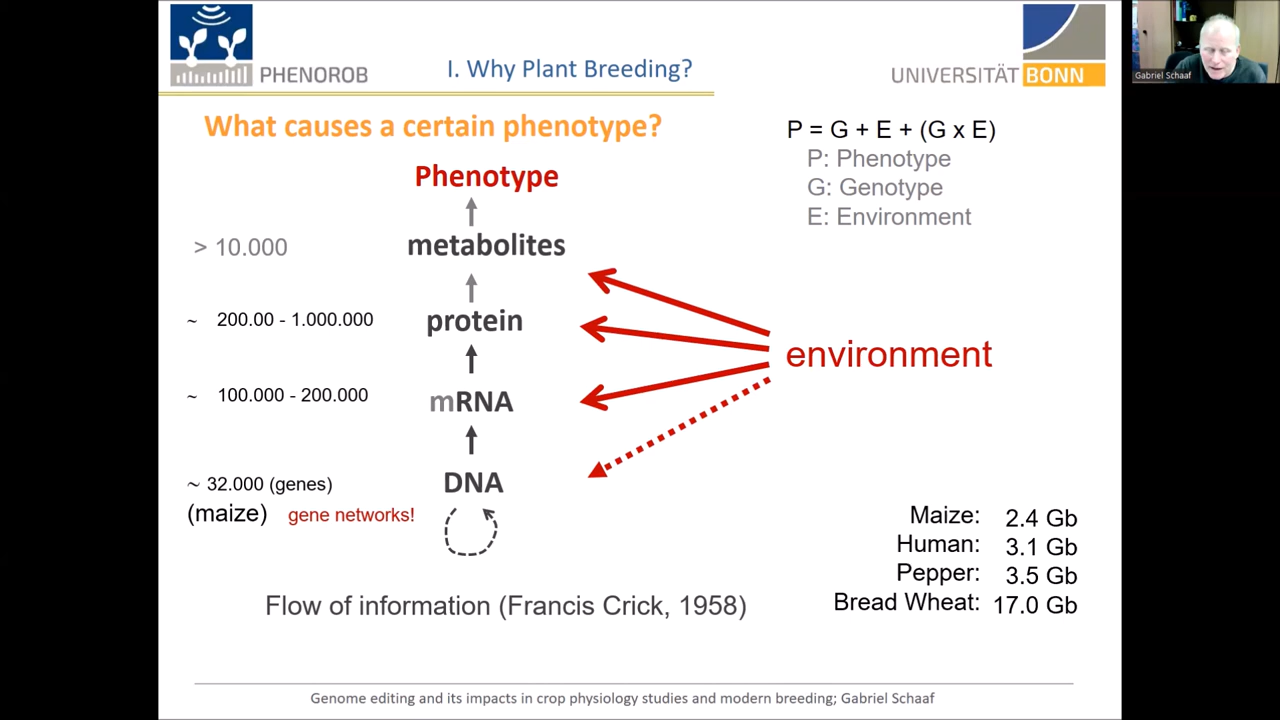 PHENOROB
I. Why Plant Breeding?
UNIVERSITÄT BONN
Gabriel Schaaf
What causes a certain phenotype?
P = G + E + (G x E)
P: Phenotype
G: Genotype
E: Environment
Phenotype
> 10.000 metabolites
~ 200.00 - 1.000.000 protein
environment
~ 100.000 - 200.000 mRNA
~ 32.000 (genes) DNA
(maize) gene networks!
Maize: 2.4 Gb
Human: 3.1 Gb
Pepper: 3.5 Gb
Bread Wheat: 17.0 Gb
Flow of information (Francis Crick, 1958)
Genome editing and its impacts in crop physiology studies and modern breeding; Gabriel Schaaf